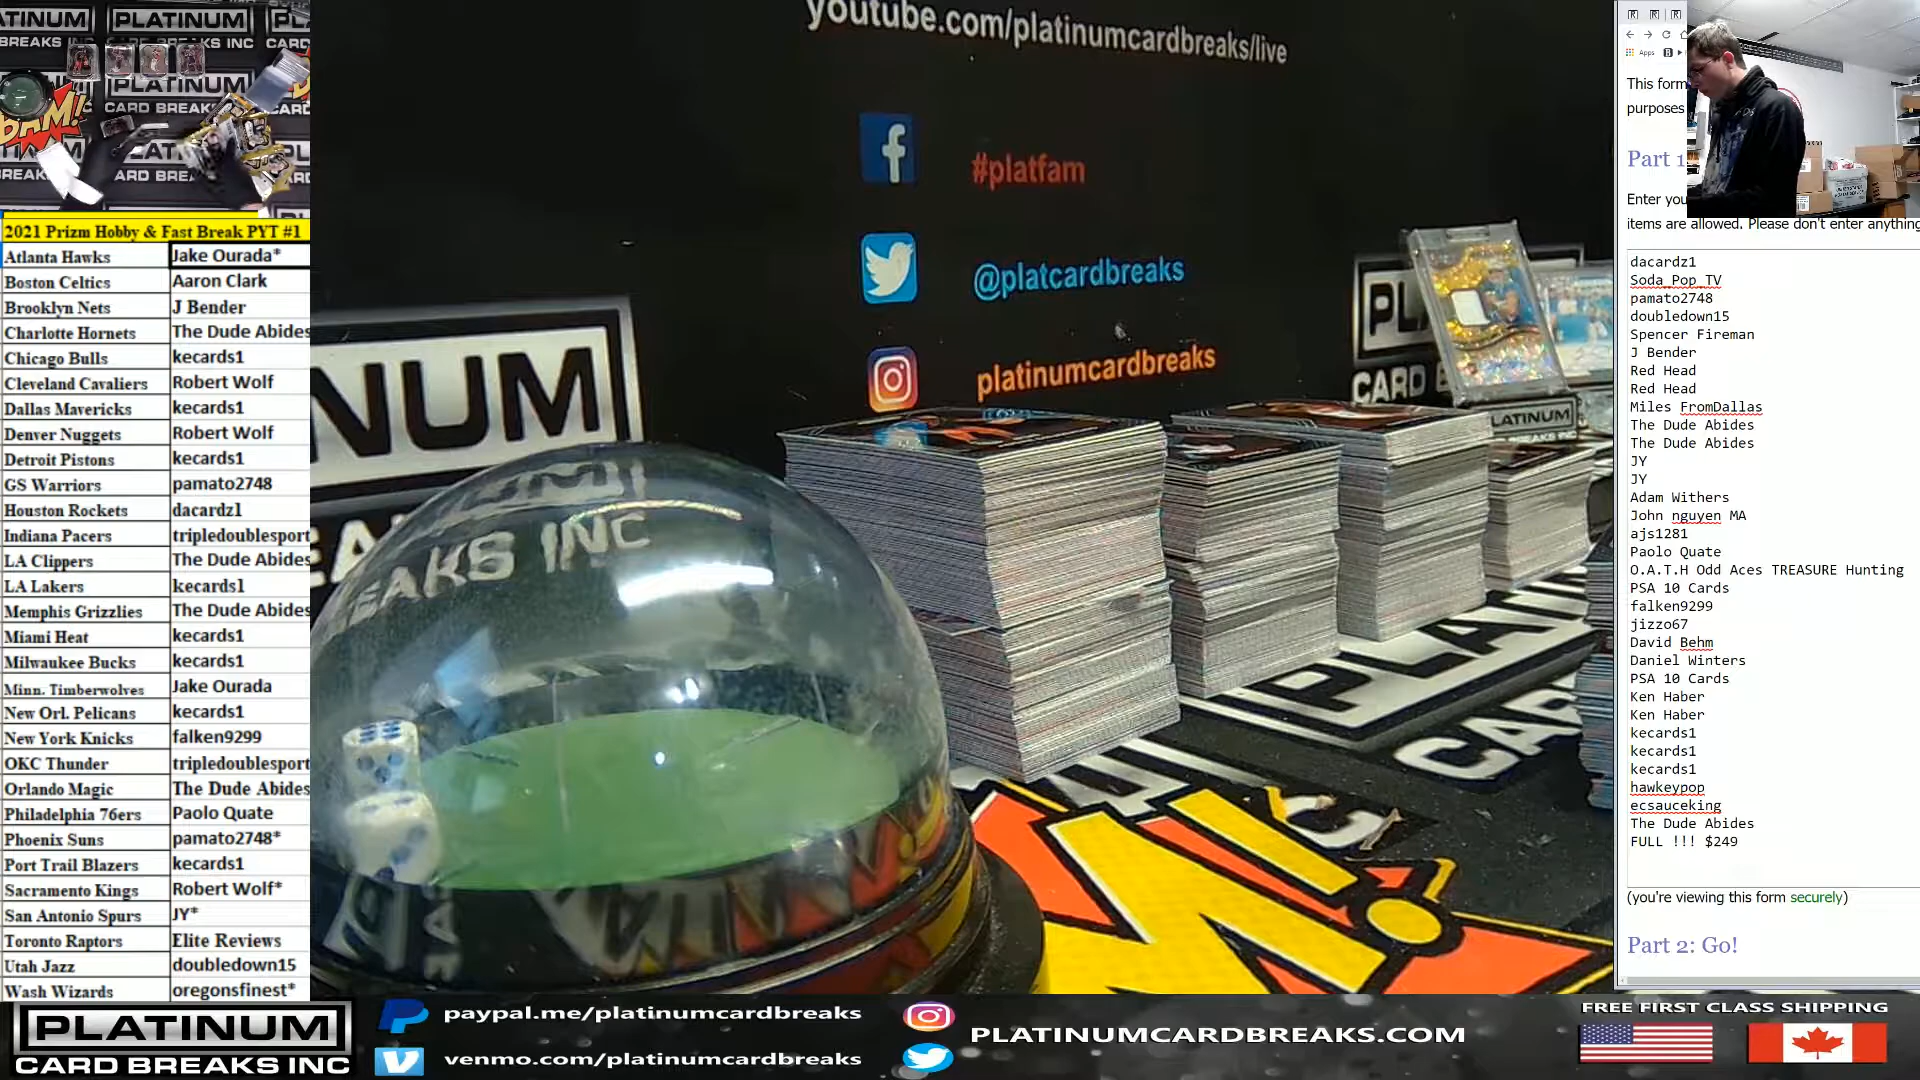 youtube.com/platinumcardbreaks/live
#platfam
@platcardbreaks
platinumcardbreaks
PLATINUM
CARD BREAKS INC
2021 Prizm Hobby & Fast Break PYT #1
Atlanta Hawks Jake Ourada*
Boston Celtics Aaron Clark
Brooklyn Nets J Bender
Charlotte Hornets The Dude Abides
Chicago Bulls kecards1
Cleveland Cavaliers Robert Wolf
Dallas Mavericks kecards1
Denver Nuggets Robert Wolf
Detroit Pistons kecards1
GS Warriors pamato2748
Houston Rockets dacardz1
Indiana Pacers tripledoublesport
LA Clippers The Dude Abides
LA Lakers kecards1
Memphis Grizzlies The Dude Abides
Miami Heat kecards1
Milwaukee Bucks kecards1
Minn. Timberwolves Jake Ourada
New Orl. Pelicans kecards1
New York Knicks falken9299
OKC Thunder tripledoublesport
Orlando Magic The Dude Abides
Philadelphia 76ers Paolo Quate
Phoenix Suns pamato2748*
Port Trail Blazers kecards1
Sacramento Kings Robert Wolf*
San Antonio Spurs JY*
Toronto Raptors Elite Reviews
Utah Jazz doubledown15
Wash Wizards oregonsfinest*
NUM
EAKS INC
PLATINUM
Apps
This form
purposes
Part 1
Enter you
items are allowed. Please don't enter anything
dacardz1
Soda_Pop_TV
pamato2748
doubledown15
Spencer Fireman
J Bender
Red Head
Red Head
Miles FromDallas
The Dude Abides
The Dude Abides
JY
JY
Adam Withers
John nguyen MA
ajs1281
Paolo Quate
O.A.T.H Odd Aces TREASURE Hunting
PSA 10 Cards
falken9299
jizzo67
David Behm
Daniel Winters
PSA 10 Cards
Ken Haber
Ken Haber
kecards1
kecards1
kecards1
hawkeypop
ecsauceking
The Dude Abides
FULL !!! $249
(you're viewing this form securely)
Part 2: Go!
PLATINUM
CARD BREAKS INC
paypal.me/platinumcardbreaks
venmo.com/platinumcardbreaks
PLATINUMCARDBREAKS.COM
FREE FIRST CLASS SHIPPING